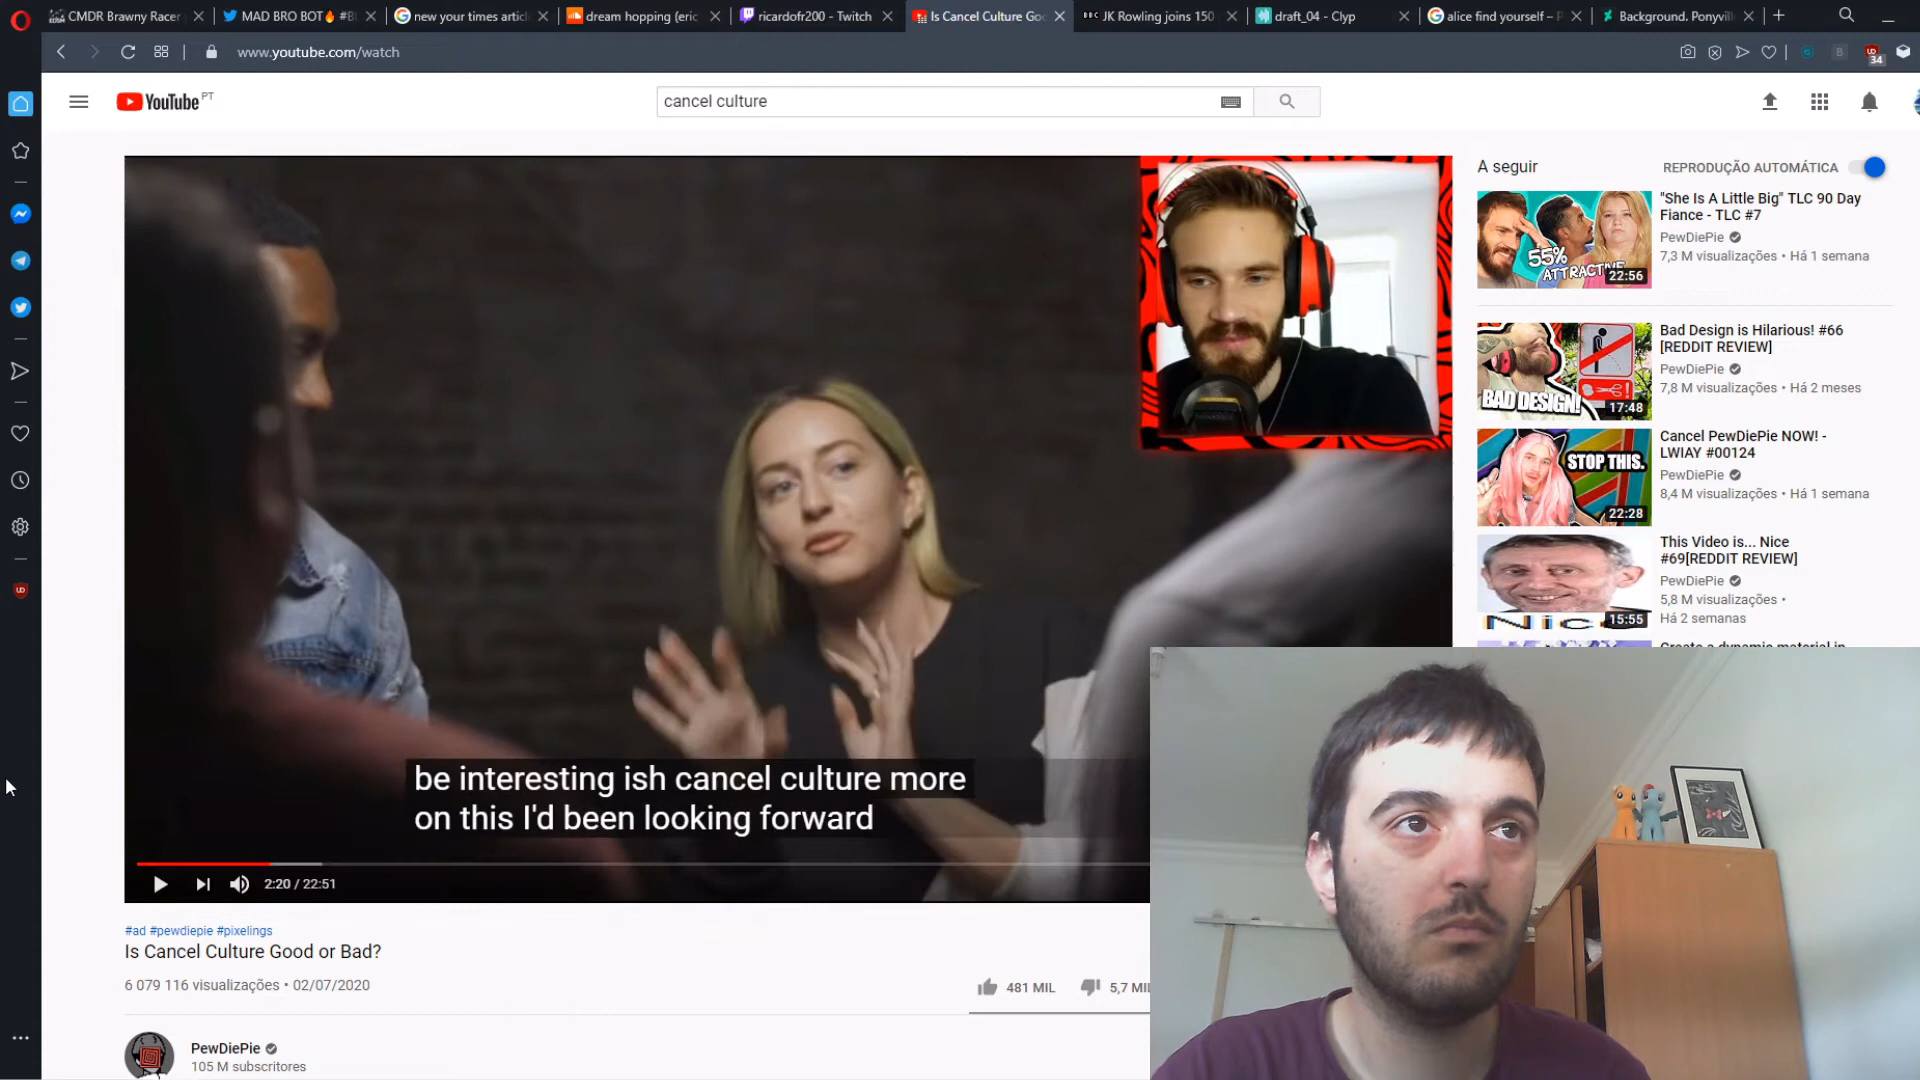 CMDR Brawny Racer
MAD BRO BOT🔥 #B
new your times artic
dream hopping (eric
ricardofr200 - Twitch
Is Cancel Culture Go
BBC JK Rowling joins 150
draft_04 - Clyp
alice find yourself –
Background. Ponyvil
www.youtube.com/watch
34
YouTube PT
cancel culture
A seguir
REPRODUÇÃO AUTOMÁTICA
55%
ATTRACTIVE
22:56
"She Is A Little Big" TLC 90 Day
Fiance - TLC #7
PewDiePie
7,3 M visualizações • Há 1 semana
BAD DESIGN!
17:48
Bad Design is Hilarious! #66
[REDDIT REVIEW]
PewDiePie
7,8 M visualizações • Há 2 meses
STOP THIS.
22:28
Cancel PewDiePie NOW! -
LWIAY #00124
PewDiePie
8,4 M visualizações • Há 1 semana
15:55
This Video is... Nice
#69[REDDIT REVIEW]
PewDiePie
5,8 M visualizações •
Há 2 semanas
Create a dynamic material in
be interesting ish cancel culture more
on this I'd been looking forward
2:20 / 22:51
#ad #pewdiepie #pixelings
Is Cancel Culture Good or Bad?
6 079 116 visualizações • 02/07/2020
481 MIL
5,7 MIL
PewDiePie
105 M subscritores